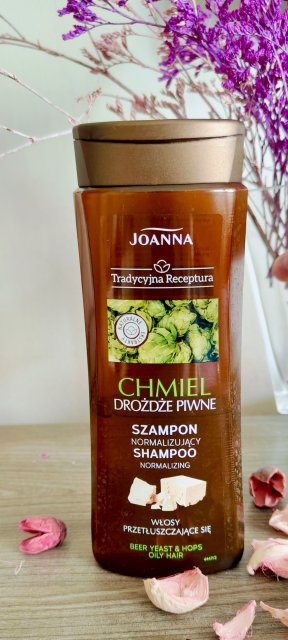 JOANNA
Tradycyjna Receptura
CHMIEL
DROŻDŻE PIWNE
SZAMPON
NORMALIZUJĄCY
SHAMPOO
NORMALIZING
WŁOSY
PRZETŁUSZCZAJĄCE SIĘ
BEER YEAST & HOPS
OILY HAIR